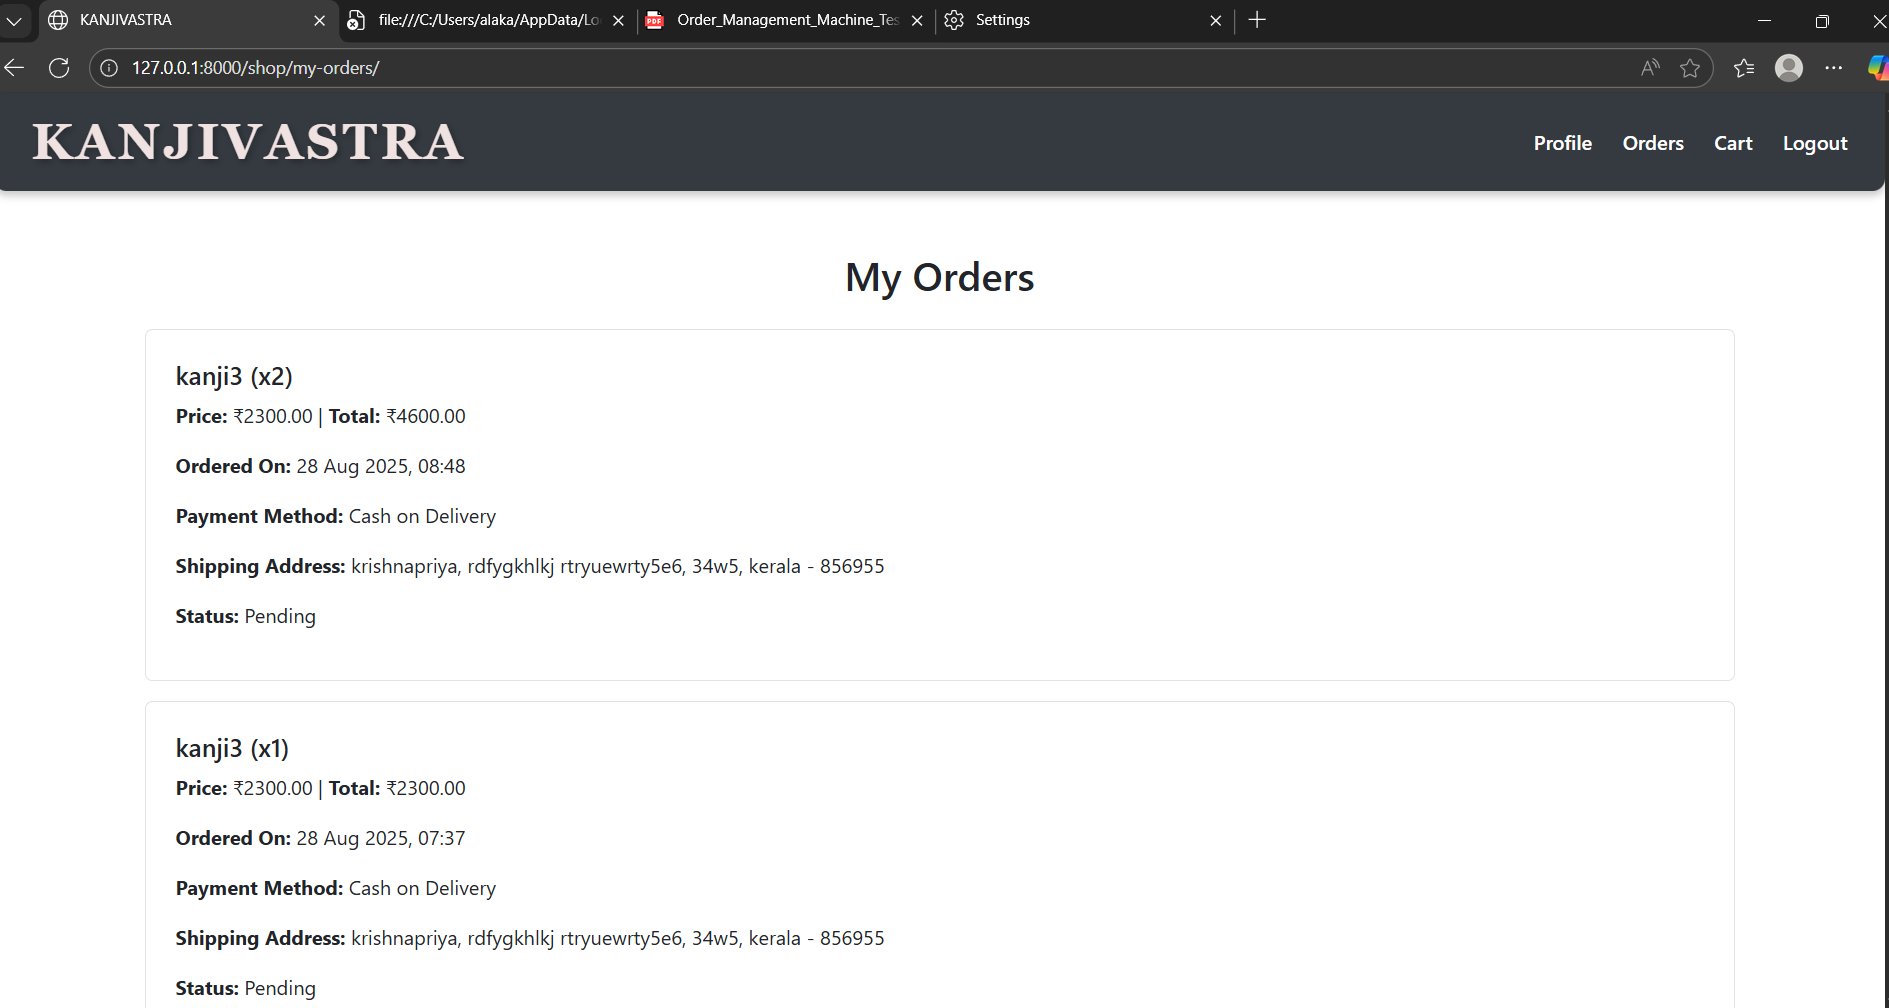 KANJIVASTRA
file:///C:/Users/alaka/AppData/Lo
Order_Management_Machine_Tes
Settings
127.0.0.1:8000/shop/my-orders/
KANJIVASTRA
Profile Orders Cart Logout
My Orders
kanji3 (x2)
Price: ₹2300.00 | Total: ₹4600.00
Ordered On: 28 Aug 2025, 08:48
Payment Method: Cash on Delivery
Shipping Address: krishnapriya, rdfygkhlkj rtryuewrty5e6, 34w5, kerala - 856955
Status: Pending
kanji3 (x1)
Price: ₹2300.00 | Total: ₹2300.00
Ordered On: 28 Aug 2025, 07:37
Payment Method: Cash on Delivery
Shipping Address: krishnapriya, rdfygkhlkj rtryuewrty5e6, 34w5, kerala - 856955
Status: Pending